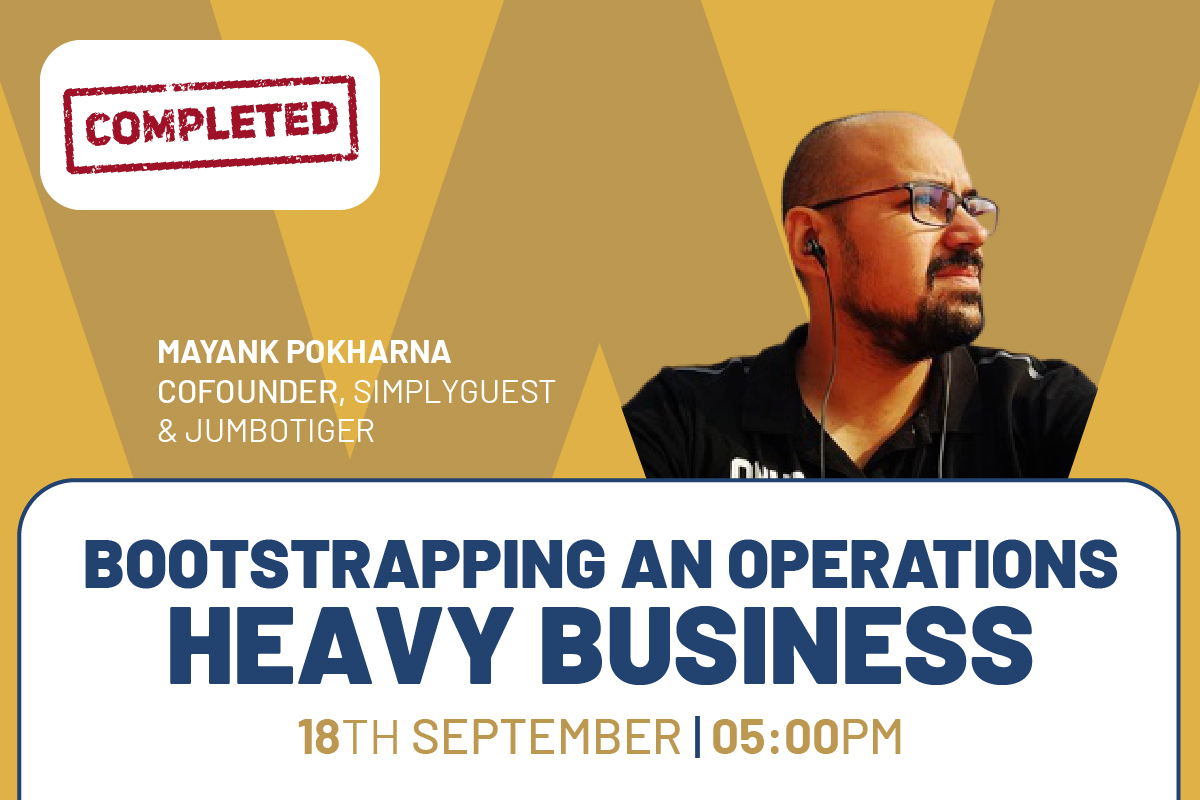 COMPLETED
MAYANK POKHARNA
COFOUNDER, SIMPLYGUEST
& JUMBOTIGER
BOOTSTRAPPING AN OPERATIONS
HEAVY BUSINESS
18TH SEPTEMBER | 05:00PM